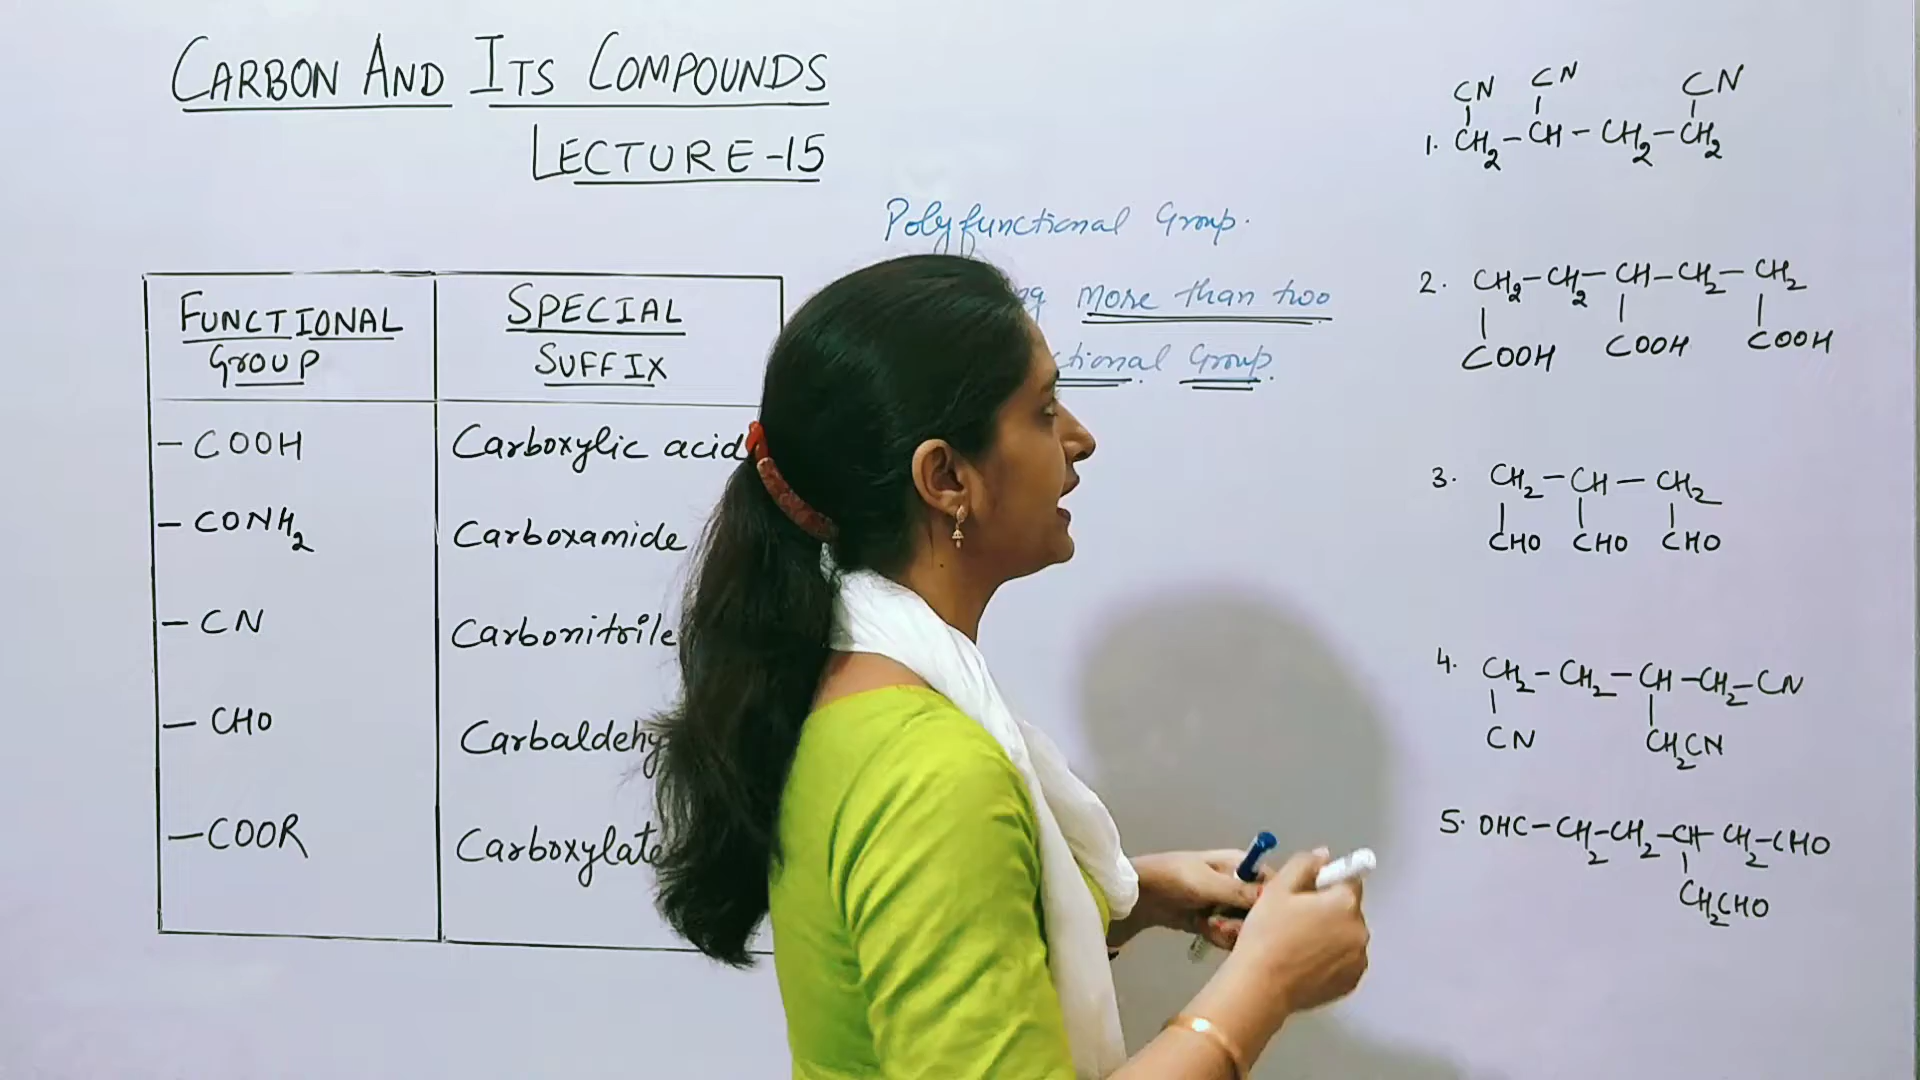 CARBON AND ITS COMPOUNDS
LECTURE-15
Polyfunctional Group.
More than two
Group.
FUNCTIONAL GROUP
SPECIAL SUFFIX
-COOH Carboxylic acid
-CONH2 Carboxamide
-CN Carbonitrile
-CHO Carbaldehy
-COOR Carboxylate
CN CN CN
1. CH2-CH-CH2-CH2
2. CH2-CH2-CH-CH2-CH2
COOH COOH COOH
3. CH2-CH-CH2
CHO CHO CHO
4. CH2-CH2-CH-CH2-CN
CN CH2CN
5. OHC-CH2-CH2-CH-CH2-CHO
CH2CHO